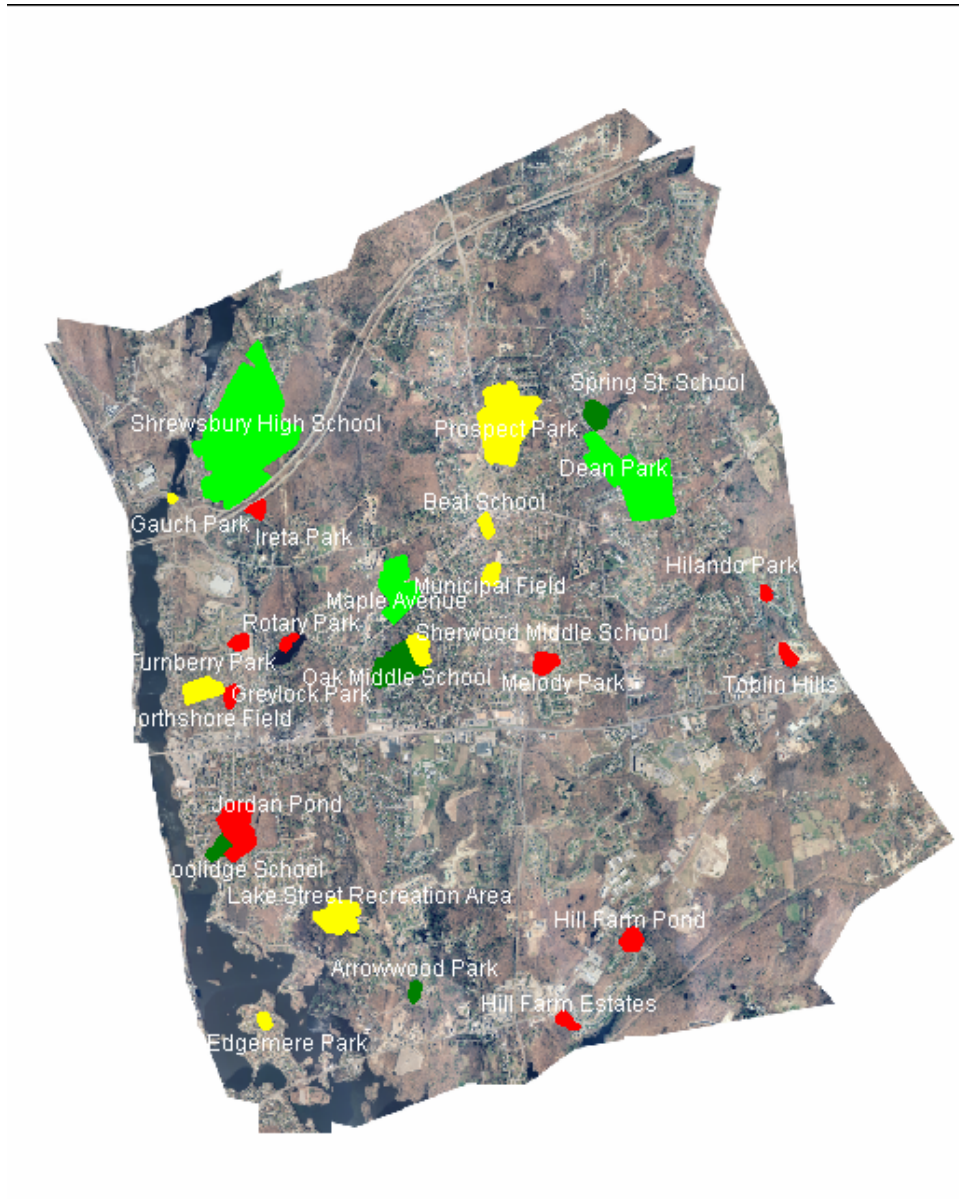 Spring St. School
Shrewsbury High School
Prospect Park
Dean Park
Beal School
Gauch Park
Ireta Park
Hilando Park
Municipal Field
Maple Avenue
Rotary Park
Sherwood Middle School
Turnberry Park
Oak Middle School
Melody Park
Toblin Hills
Greylock Park
orthshore Field
Jordan Pond
oolidge School
Lake Street Recreation Area
Hill Farm Pond
Arrowwood Park
Hill Farm Estates
Edgemere Park